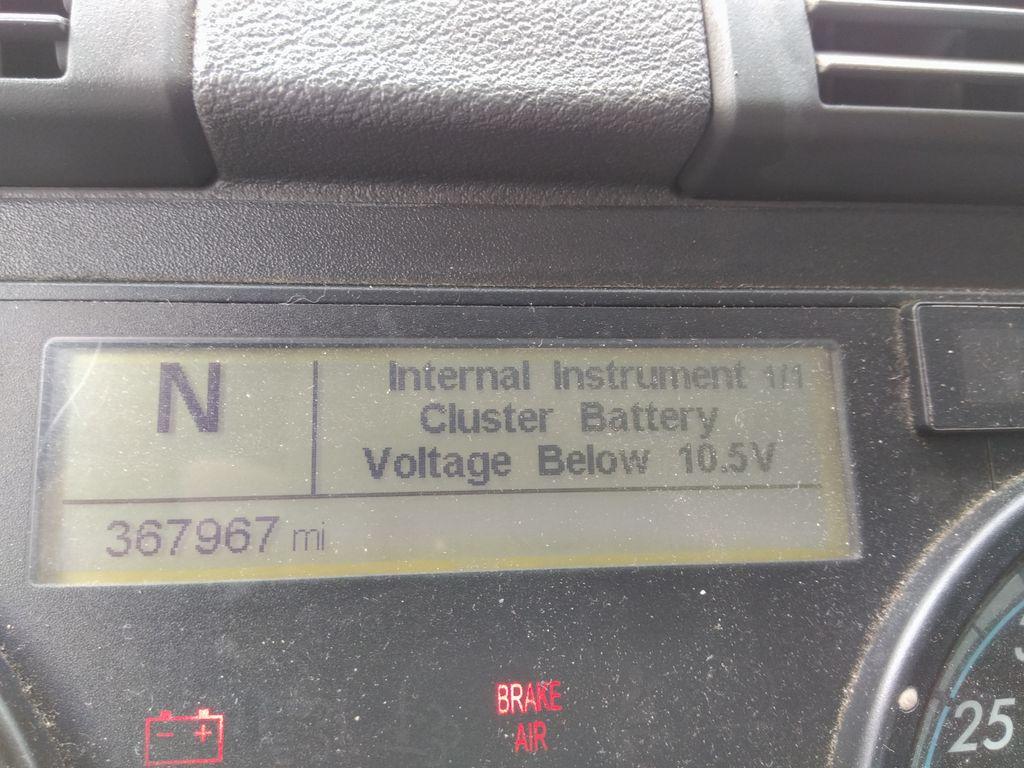 N
Internal Instrument 1/1
Cluster Battery
Voltage Below 10.5V
367967 mi
BRAKE
AIR
25